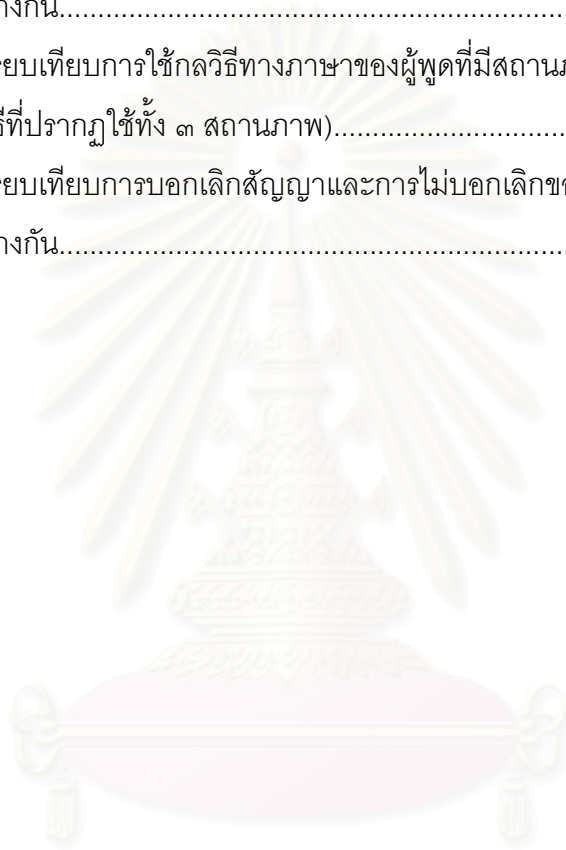 างกัน..........................................................................
ยบเทียบการใช้กลวิธีทางภาษาของผู้พูดที่มีสถานภ
ธีที่ปรากฏใช้ทั้ง ๓ สถานภาพ)...............................
ยบเทียบการบอกเลิกสัญญาและการไม่บอกเลิกขอ
างกัน..........................................................................